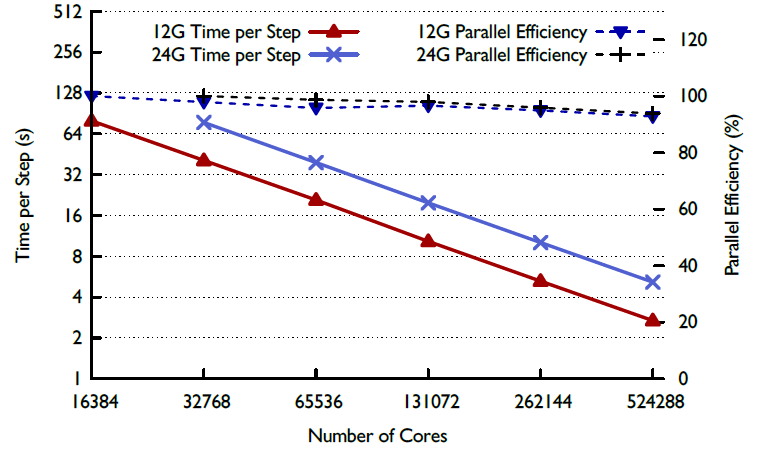 512
256
128
64
32
16
8
4
2
1
Time per Step (s)
12G Time per Step
24G Time per Step
12G Parallel Efficiency
24G Parallel Efficiency
120
100
80
60
40
20
0
Parallel Efficiency (%)
16384 32768 65536 131072 262144 524288
Number of Cores